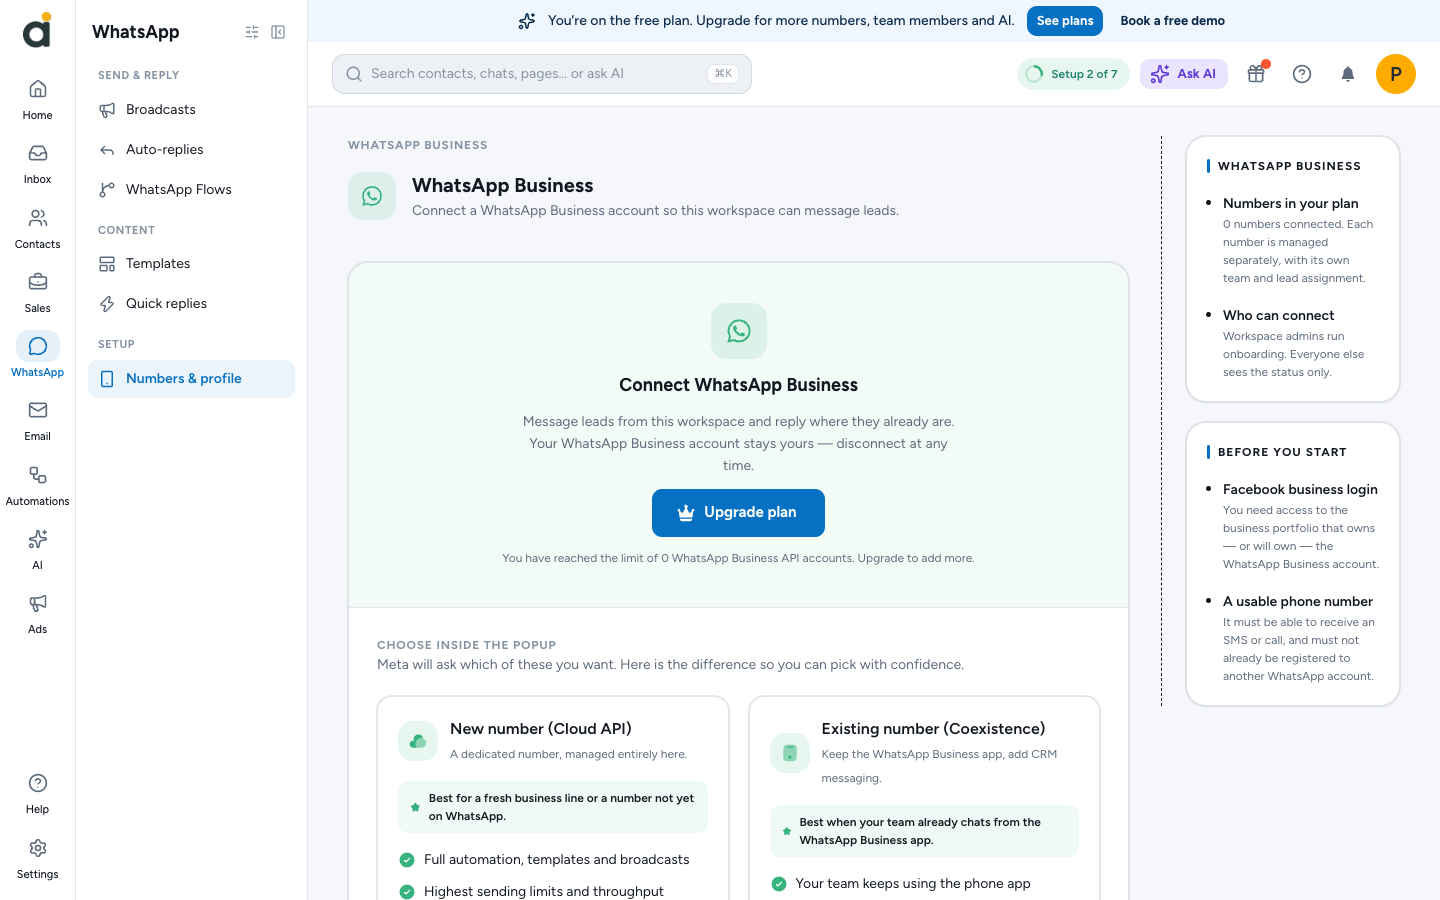 You're on the free plan. Upgrade for more numbers, team members and AI.
See plans
Book a free demo
Search contacts, chats, pages... or ask AI
⌘K
Setup 2 of 7
Ask AI
P
Home
Inbox
Contacts
Sales
WhatsApp
Email
Automations
AI
Ads
Help
Settings
WhatsApp
SEND & REPLY
Broadcasts
Auto-replies
WhatsApp Flows
CONTENT
Templates
Quick replies
SETUP
Numbers & profile
WHATSAPP BUSINESS
WhatsApp Business
Connect a WhatsApp Business account so this workspace can message leads.
Connect WhatsApp Business
Message leads from this workspace and reply where they already are.
Your WhatsApp Business account stays yours — disconnect at any
time.
Upgrade plan
You have reached the limit of 0 WhatsApp Business API accounts. Upgrade to add more.
CHOOSE INSIDE THE POPUP
Meta will ask which of these you want. Here is the difference so you can pick with confidence.
New number (Cloud API)
A dedicated number, managed entirely here.
Best for a fresh business line or a number not yet
on WhatsApp.
Full automation, templates and broadcasts
Highest sending limits and throughput
Existing number (Coexistence)
Keep the WhatsApp Business app, add CRM
messaging.
Best when your team already chats from the
WhatsApp Business app.
Your team keeps using the phone app
WHATSAPP BUSINESS
Numbers in your plan
0 numbers connected. Each
number is managed
separately, with its own
team and lead assignment.
Who can connect
Workspace admins run
onboarding. Everyone else
sees the status only.
BEFORE YOU START
Facebook business login
You need access to the
business portfolio that owns
— or will own — the
WhatsApp Business account.
A usable phone number
It must be able to receive an
SMS or call, and must not
already be registered to
another WhatsApp account.